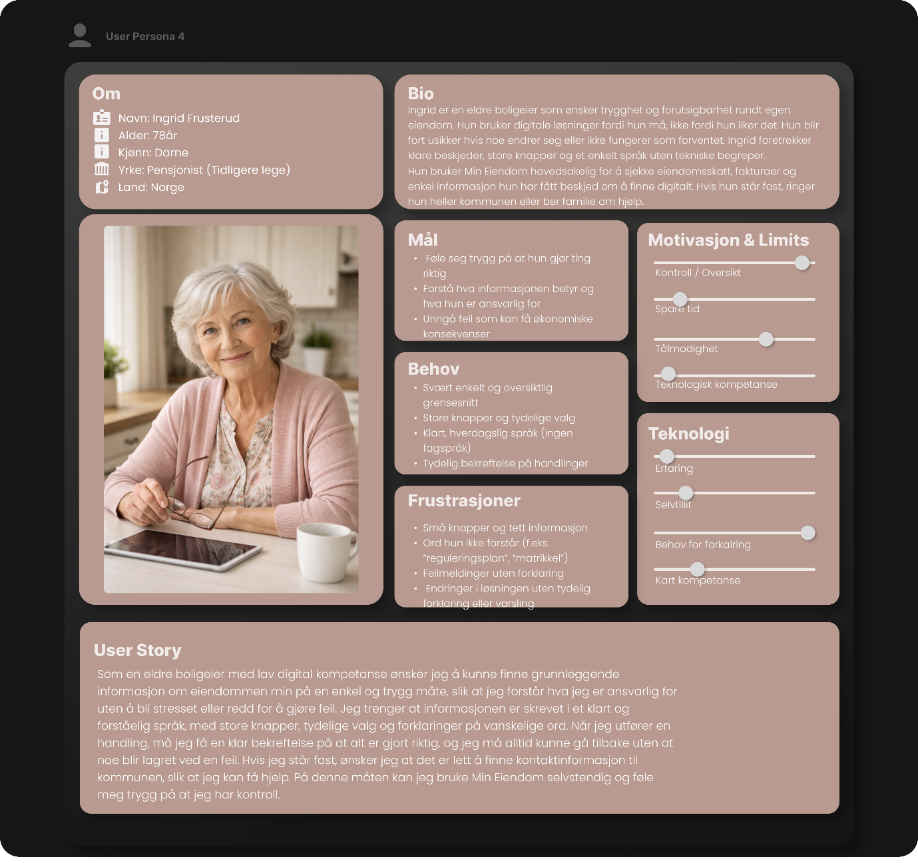 User Persona 4
Om
Navn: Ingrid Frusterud
Alder: 78år
Kjønn: Dame
Yrke: Pensjonist (Tidligere lege)
Land: Norge
Bio
Ingrid er en eldre boligeier som ønsker trygghet og forutsigbarhet rundt egen
eiendom. Hun bruker digitale løsninger fordi hun må, ikke fordi hun liker det. Hun blir
fort usikker hvis noe endrer seg eller ikke fungerer som forventet. Ingrid foretrekker
klare beskjeder, store knapper og et enkelt språk uten tekniske begreper.
Hun bruker Min Eiendom hovedsakelig for å sjekke eiendomsskatt, fakturaer og
enkel informasjon hun har fått beskjed om å finne digitalt. Hvis hun står fast, ringer
hun heller kommunen eller ber familie om hjelp.
Mål
• Føle seg trygg på at hun gjør ting
riktig
• Forstå hva informasjonen betyr og
hva hun er ansvarlig for
• Unngå feil som kan få økonomiske
konsekvenser
Behov
• Svært enkelt og oversiktlig
grensesnitt
• Store knapper og tydelige valg
• Klart, hverdagslig språk (ingen
fagspråk)
• Tydelig bekreftelse på handlinger
Frustrasjoner
• Små knapper og tett informasjon
• Ord hun ikke forstår (f.eks.
"reguleringsplan", "matrikkel")
• Feilmeldinger uten forklaring
• Endringer i løsningen uten tydelig
forklaring eller varsling
Motivasjon & Limits
Kontroll / Oversikt
Spare tid
Tålmodighet
Teknologisk kompetanse
Teknologi
Erfaring
Selvtillit
Behov for forkalring
Kart kompetanse
User Story
Som en eldre boligeier med lav digital kompetanse ønsker jeg å kunne finne grunnleggende
informasjon om eiendommen min på en enkel og trygg måte, slik at jeg forstår hva jeg er ansvarlig for
uten å bli stresset eller redd for å gjøre feil. Jeg trenger at informasjonen er skrevet i et klart og
forståelig språk, med store knapper, tydelige valg og forklaringer på vanskelige ord. Når jeg utfører en
handling, må jeg få en klar bekreftelse på at alt er gjort riktig, og jeg må alltid kunne gå tilbake uten at
noe blir lagret ved en feil. Hvis jeg står fast, ønsker jeg at det er lett å finne kontaktinformasjon til
kommunen, slik at jeg kan få hjelp. På denne måten kan jeg bruke Min Eiendom selvstendig og føle
meg trygg på at jeg har kontroll.